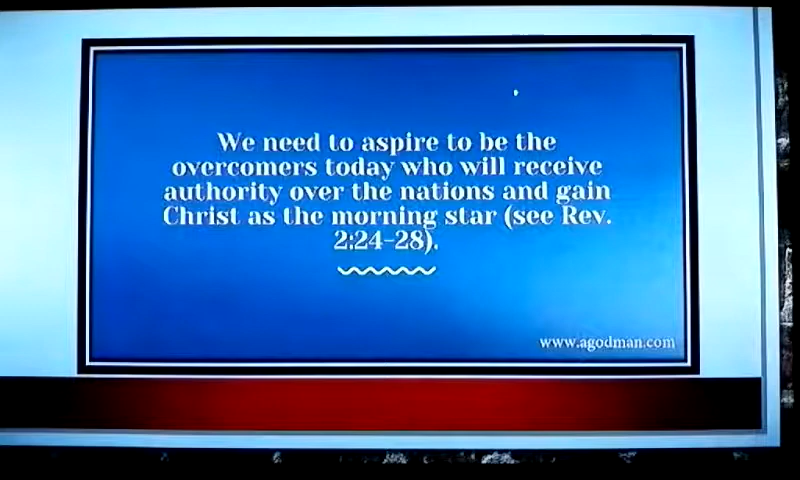 We need to aspire to be the
overcomers today who will receive
authority over the nations and gain
Christ as the morning star (see Rev.
2:24-28).
www.agodman.com